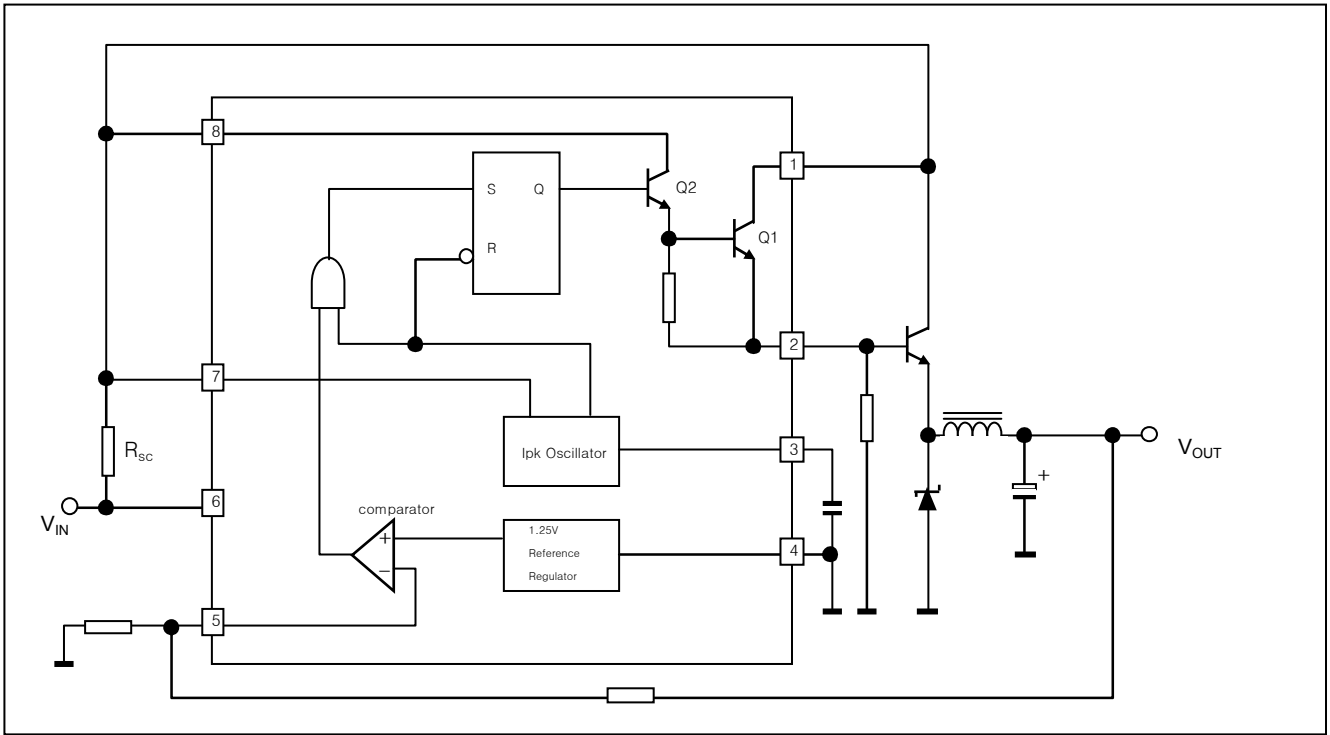 8
1
S Q
Q2
R
Q1
2
7
Ipk Oscillator
3
RSC
6
VIN
comparator
+
−
1.25V
Reference
Regulator
4
5
+
VOUT